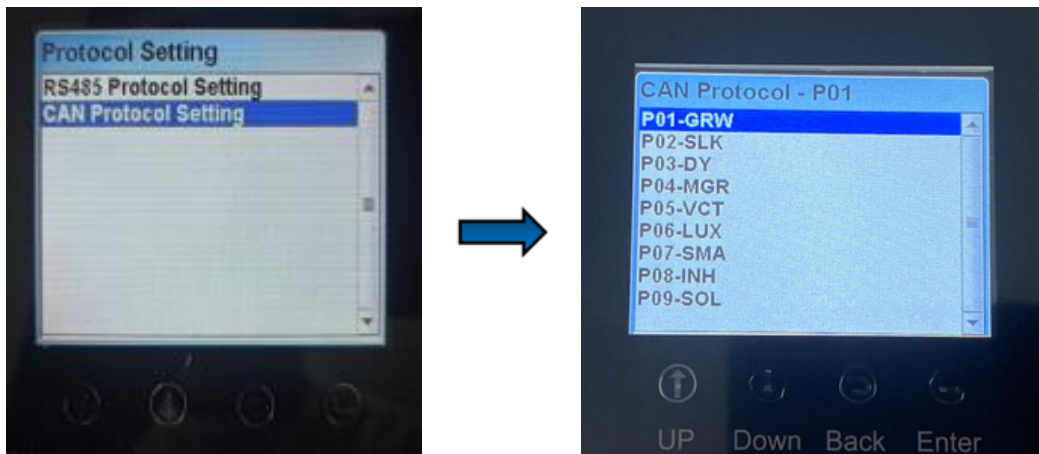 Protocol Setting
RS485 Protocol Setting
CAN Protocol Setting
CAN Protocol - P01
P01-GRW
P02-SLK
P03-DY
P04-MGR
P05-VCT
P06-LUX
P07-SMA
P08-INH
P09-SOL
UP Down Back Enter